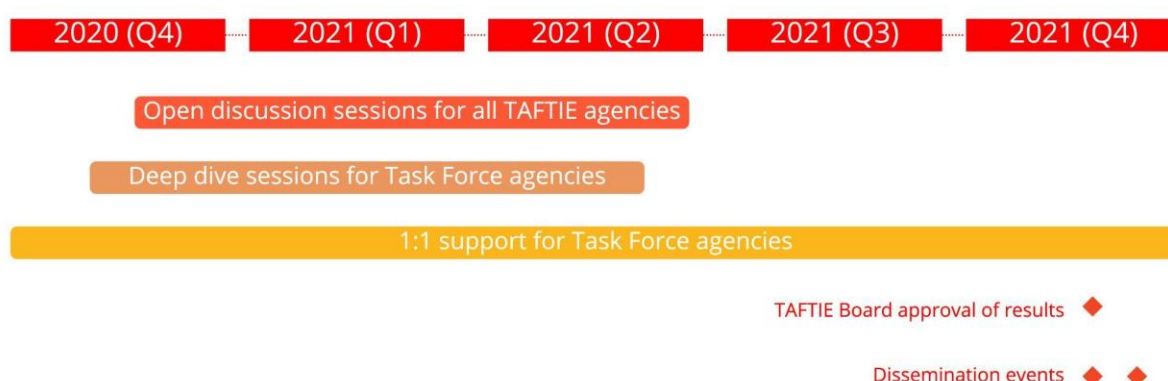 2020 (Q4) 2021 (Q1) 2021 (Q2) 2021 (Q3) 2021 (Q4)
Open discussion sessions for all TAFTIE agencies
Deep dive sessions for Task Force agencies
1:1 support for Task Force agencies
TAFTIE Board approval of results
Dissemination events